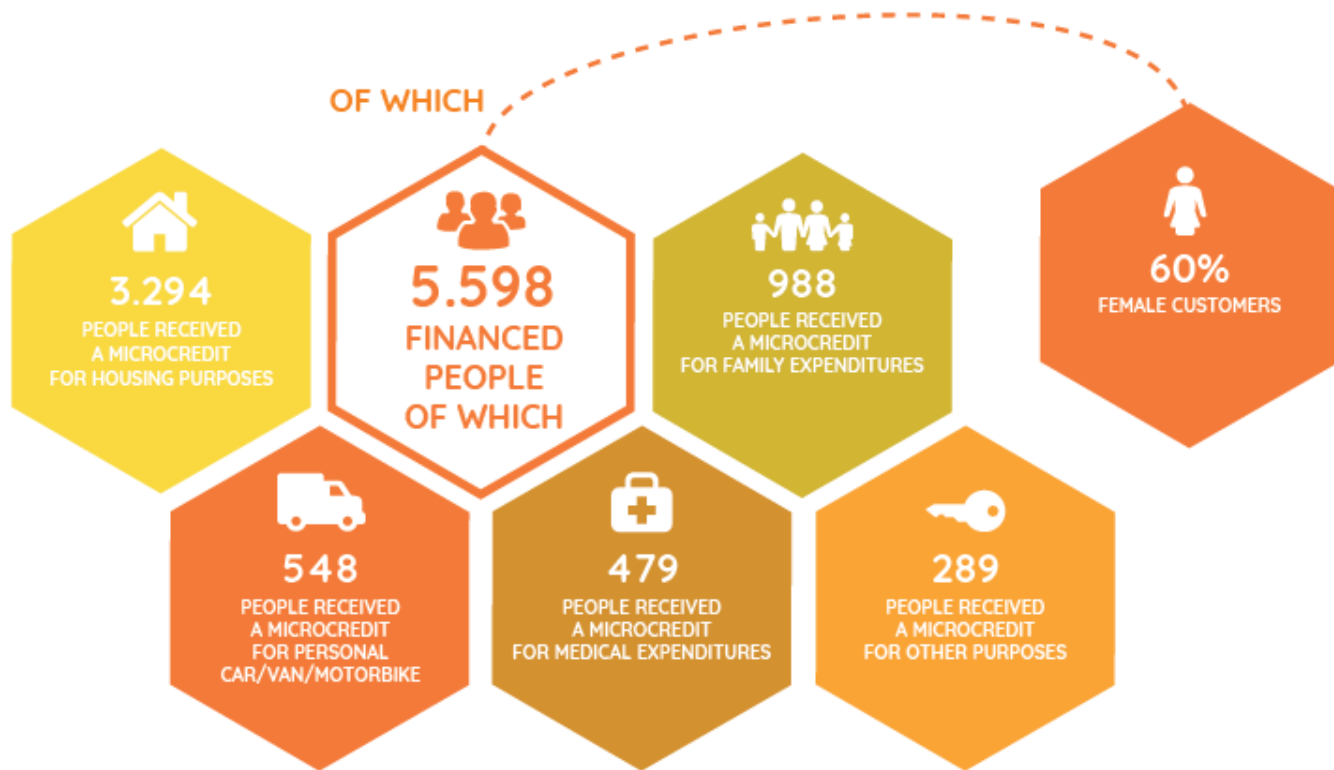 OF WHICH
3.294
PEOPLE RECEIVED
A MICROCREDIT
FOR HOUSING PURPOSES
5.598
FINANCED
PEOPLE
OF WHICH
988
PEOPLE RECEIVED
A MICROCREDIT
FOR FAMILY EXPENDITURES
60%
FEMALE CUSTOMERS
548
PEOPLE RECEIVED
A MICROCREDIT
FOR PERSONAL
CAR/VAN/MOTORBIKE
479
PEOPLE RECEIVED
A MICROCREDIT
FOR MEDICAL EXPENDITURES
289
PEOPLE RECEIVED
A MICROCREDIT
FOR OTHER PURPOSES